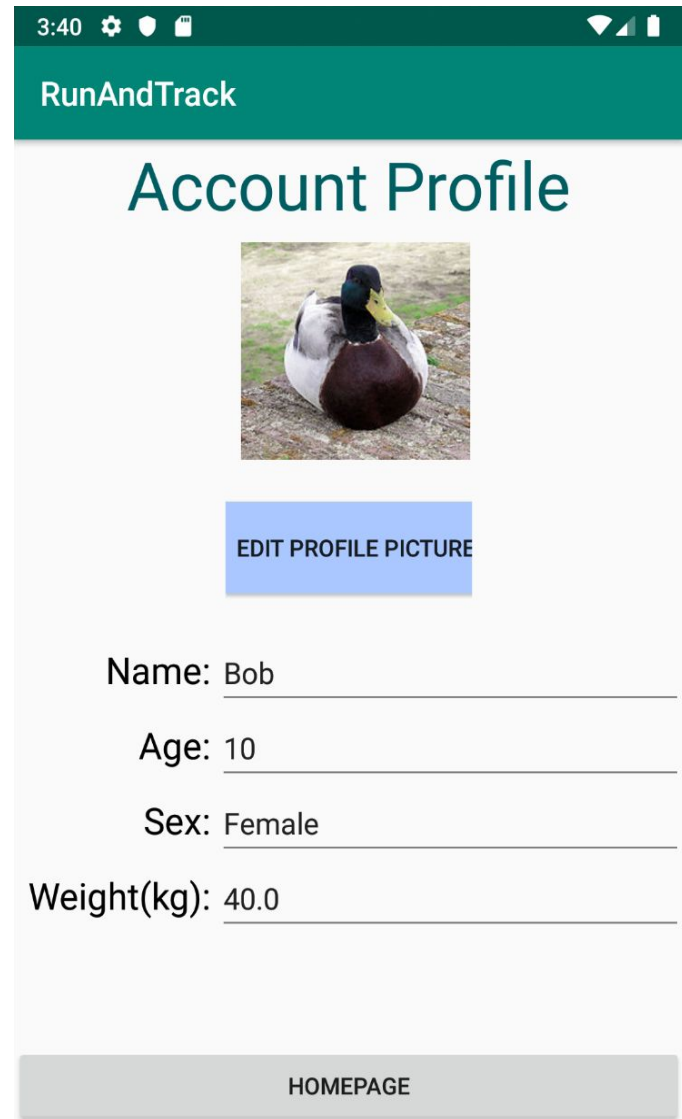 3:40
RunAndTrack
Account Profile
EDIT PROFILE PICTURE
Name: Bob
Age: 10
Sex: Female
Weight(kg): 40.0
HOMEPAGE